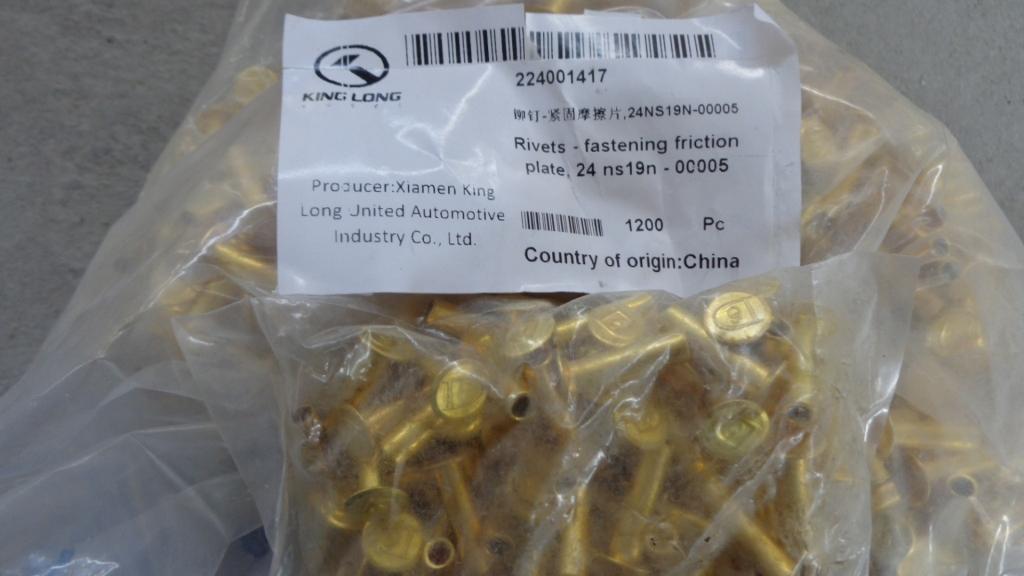 KING LONG
224001417
铆钉-紧固摩擦片,24NS19N-00005
Rivets - fastening friction
plate, 24 ns19n - 00005
Producer:Xiamen King
Long United Automotive
Industry Co., Ltd.
1200 Pc
Country of origin:China